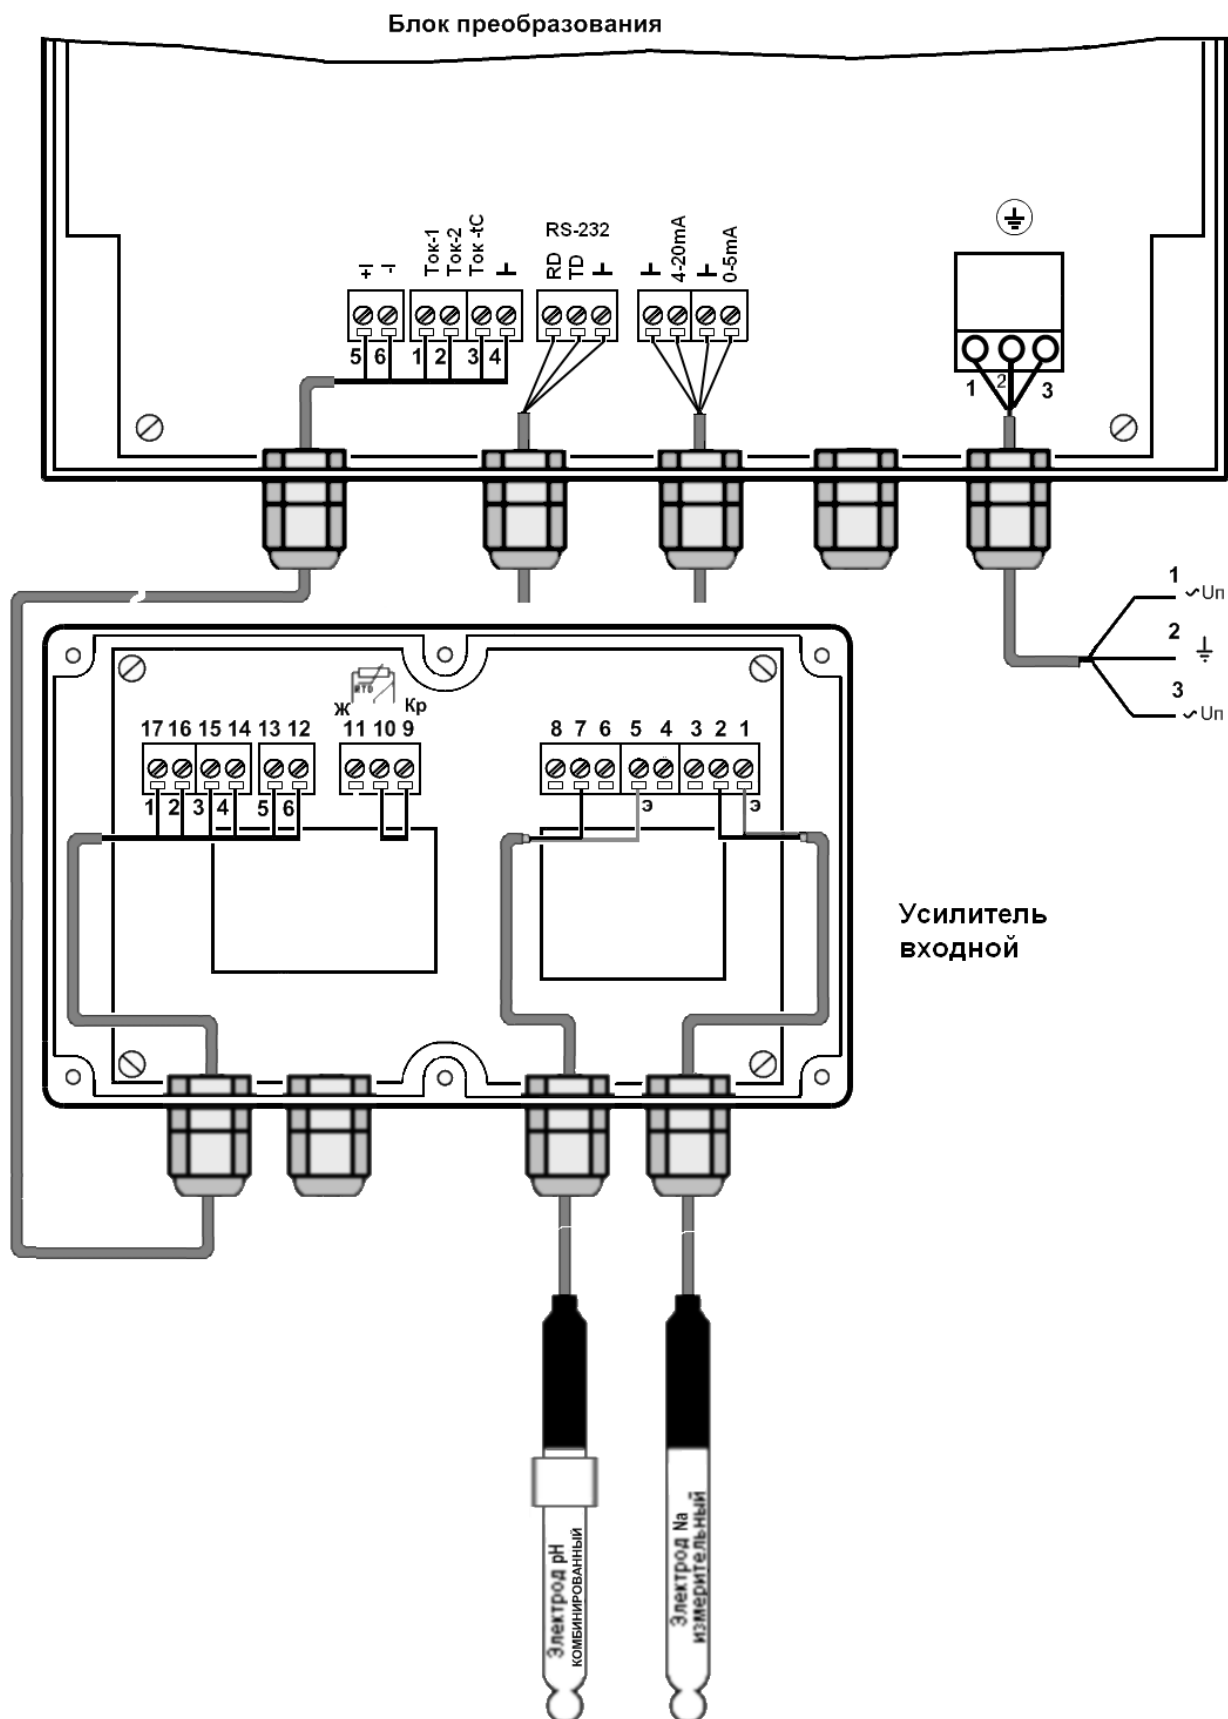 Блок преобразования
+I -I Ток-1 Ток-2 Ток-tC
RS-232
RD TD
4-20mA 0-5mA
5 6 1 2 3 4
1 2 3
1 ~Uп
2
3 ~Uп
Ж Кр
17 16 15 14 13 12 11 10 9 8 7 6 5 4 3 2 1
1 2 3 4 5 6 Э Э
Усилитель
входной
Электрод pH
КОМБИНИРОВАННЫЙ
Электрод Na
измерительный